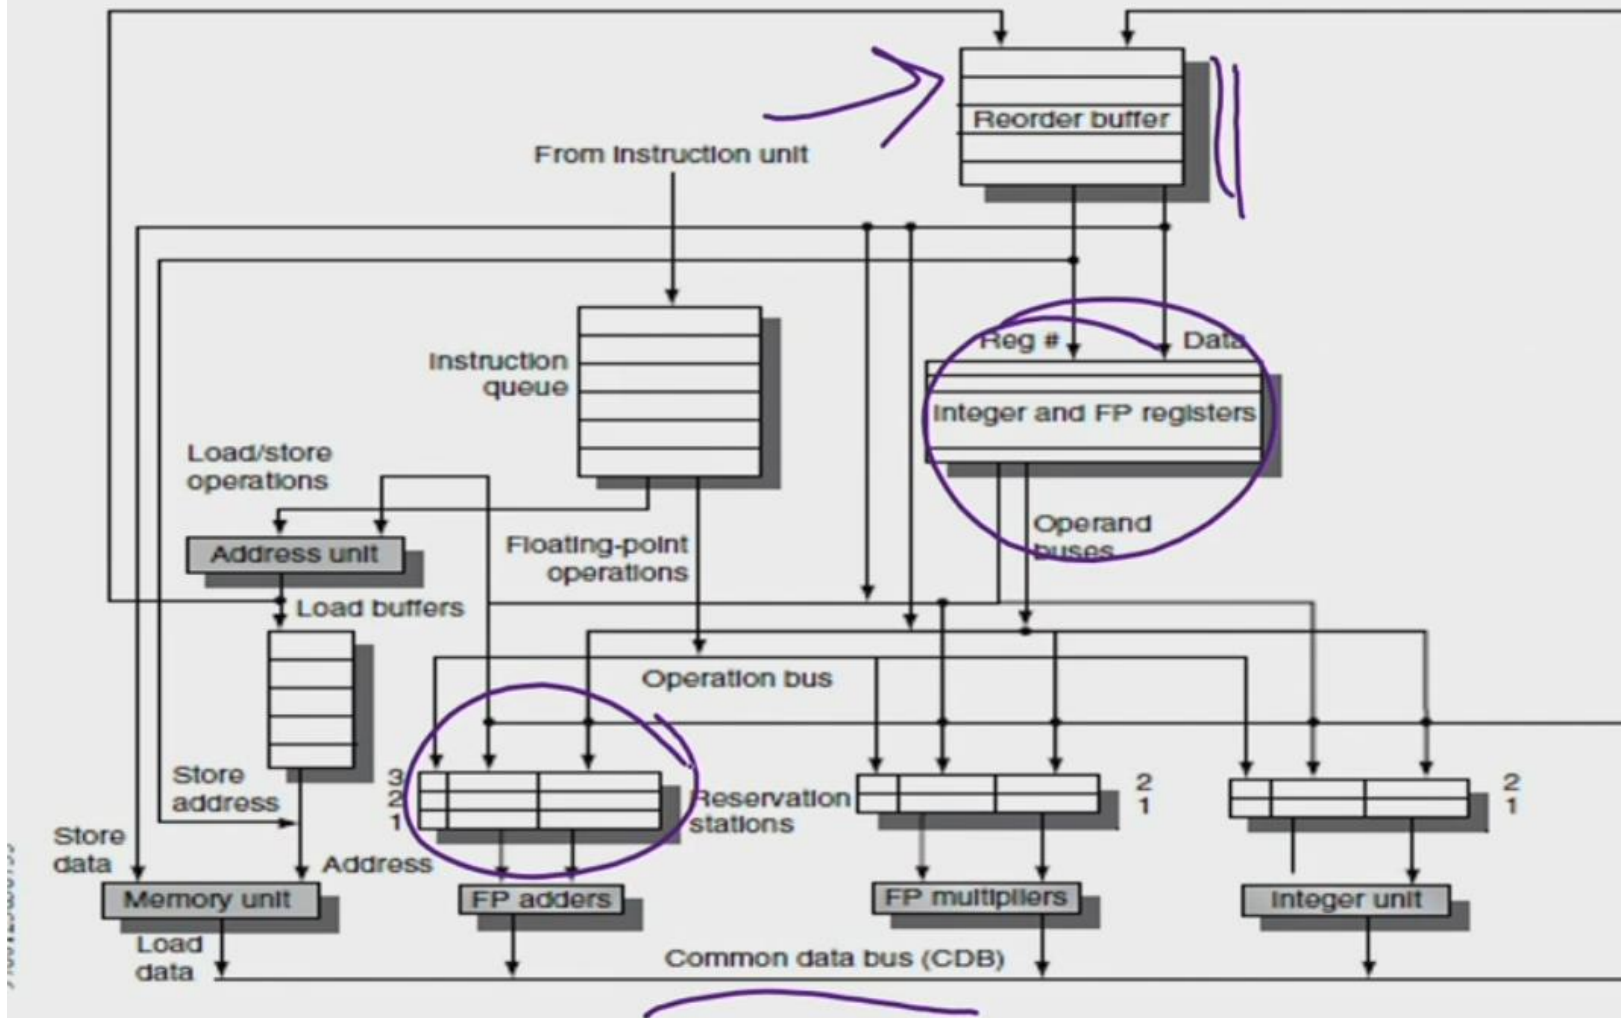 Reorder buffer
From instruction unit
Reg #
Data
Instruction
queue
Integer and FP registers
Load/store
operations
Operand
buses
Address unit
Floating-point
operations
Load buffers
Operation bus
Store
address
3
2
1
Reservation
stations
2
1
2
1
Store
data
Address
Memory unit
FP adders
FP multipliers
Integer unit
Load
data
Common data bus (CDB)